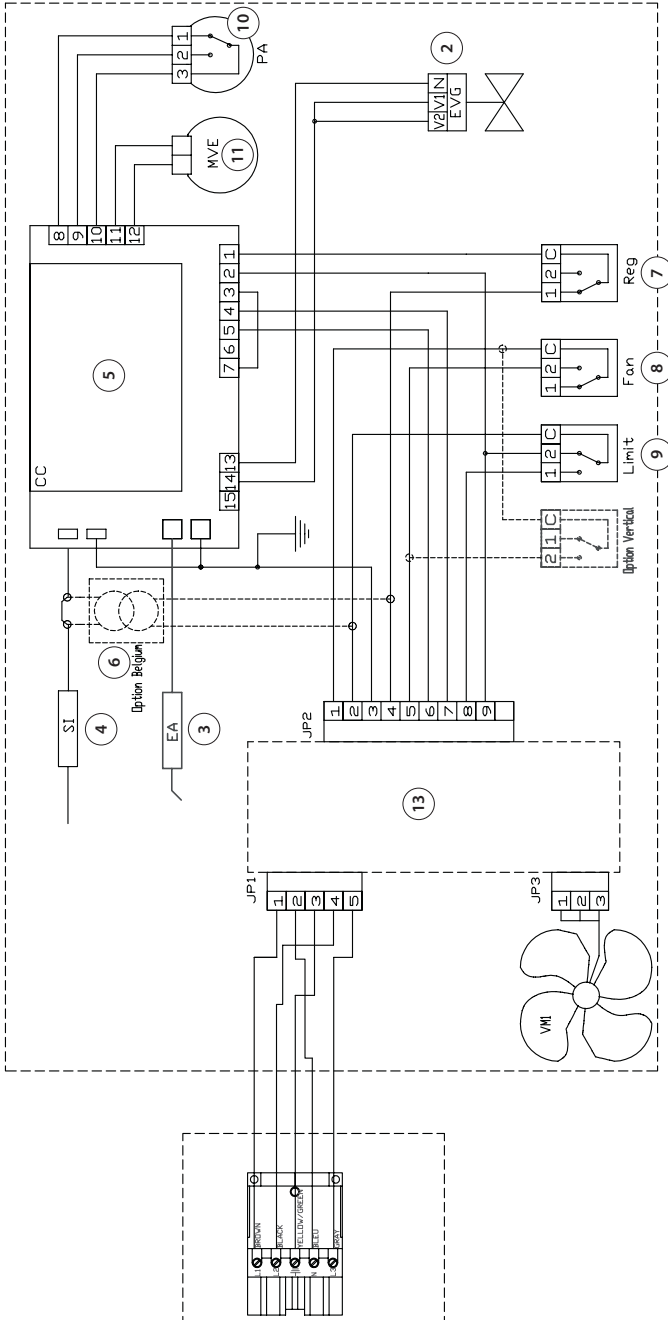 10
1
2
3
PA
11
MVE
2
N
V1
V2
EVG
8
9
10
11
12
CC
5
1
2
3
4
5
6
7
13
14
15
C
2
1
Reg
7
C
2
1
Fan
8
C
2
1
Limit
9
C
1
2
Option Vertical
6
Option Belgium
SI
4
EA
3
JP2
1
2
3
4
5
6
7
8
9
13
JP1
1
2
3
4
5
JP3
1
2
3
VM1
BROWN
BLACK
YELLOW/GREEN
BLEU
GRAY
L1
L2
N
L3